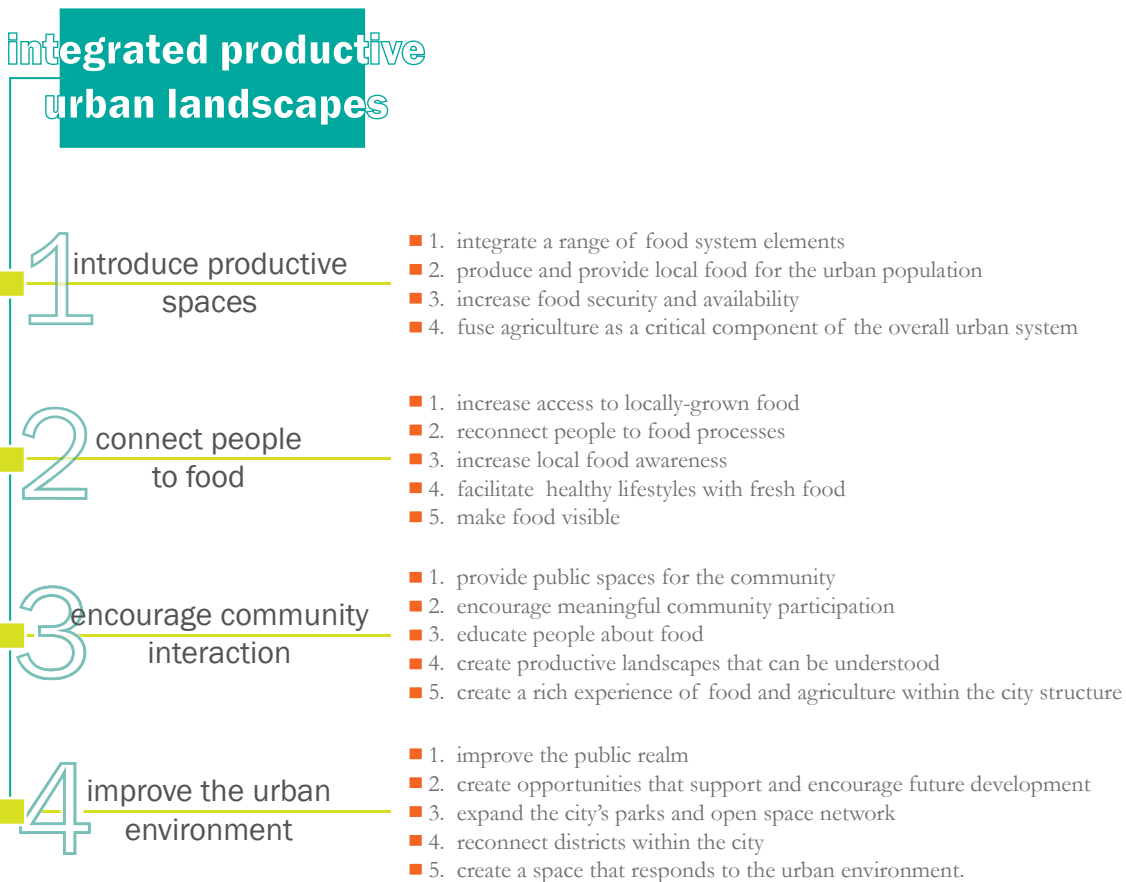 integrated productive
urban landscapes
1
introduce productive
spaces
1. integrate a range of food system elements
2. produce and provide local food for the urban population
3. increase food security and availability
4. fuse agriculture as a critical component of the overall urban system
2
connect people
to food
1. increase access to locally-grown food
2. reconnect people to food processes
3. increase local food awareness
4. facilitate healthy lifestyles with fresh food
5. make food visible
3
encourage community
interaction
1. provide public spaces for the community
2. encourage meaningful community participation
3. educate people about food
4. create productive landscapes that can be understood
5. create a rich experience of food and agriculture within the city structure
4
improve the urban
environment
1. improve the public realm
2. create opportunities that support and encourage future development
3. expand the city's parks and open space network
4. reconnect districts within the city
5. create a space that responds to the urban environment.